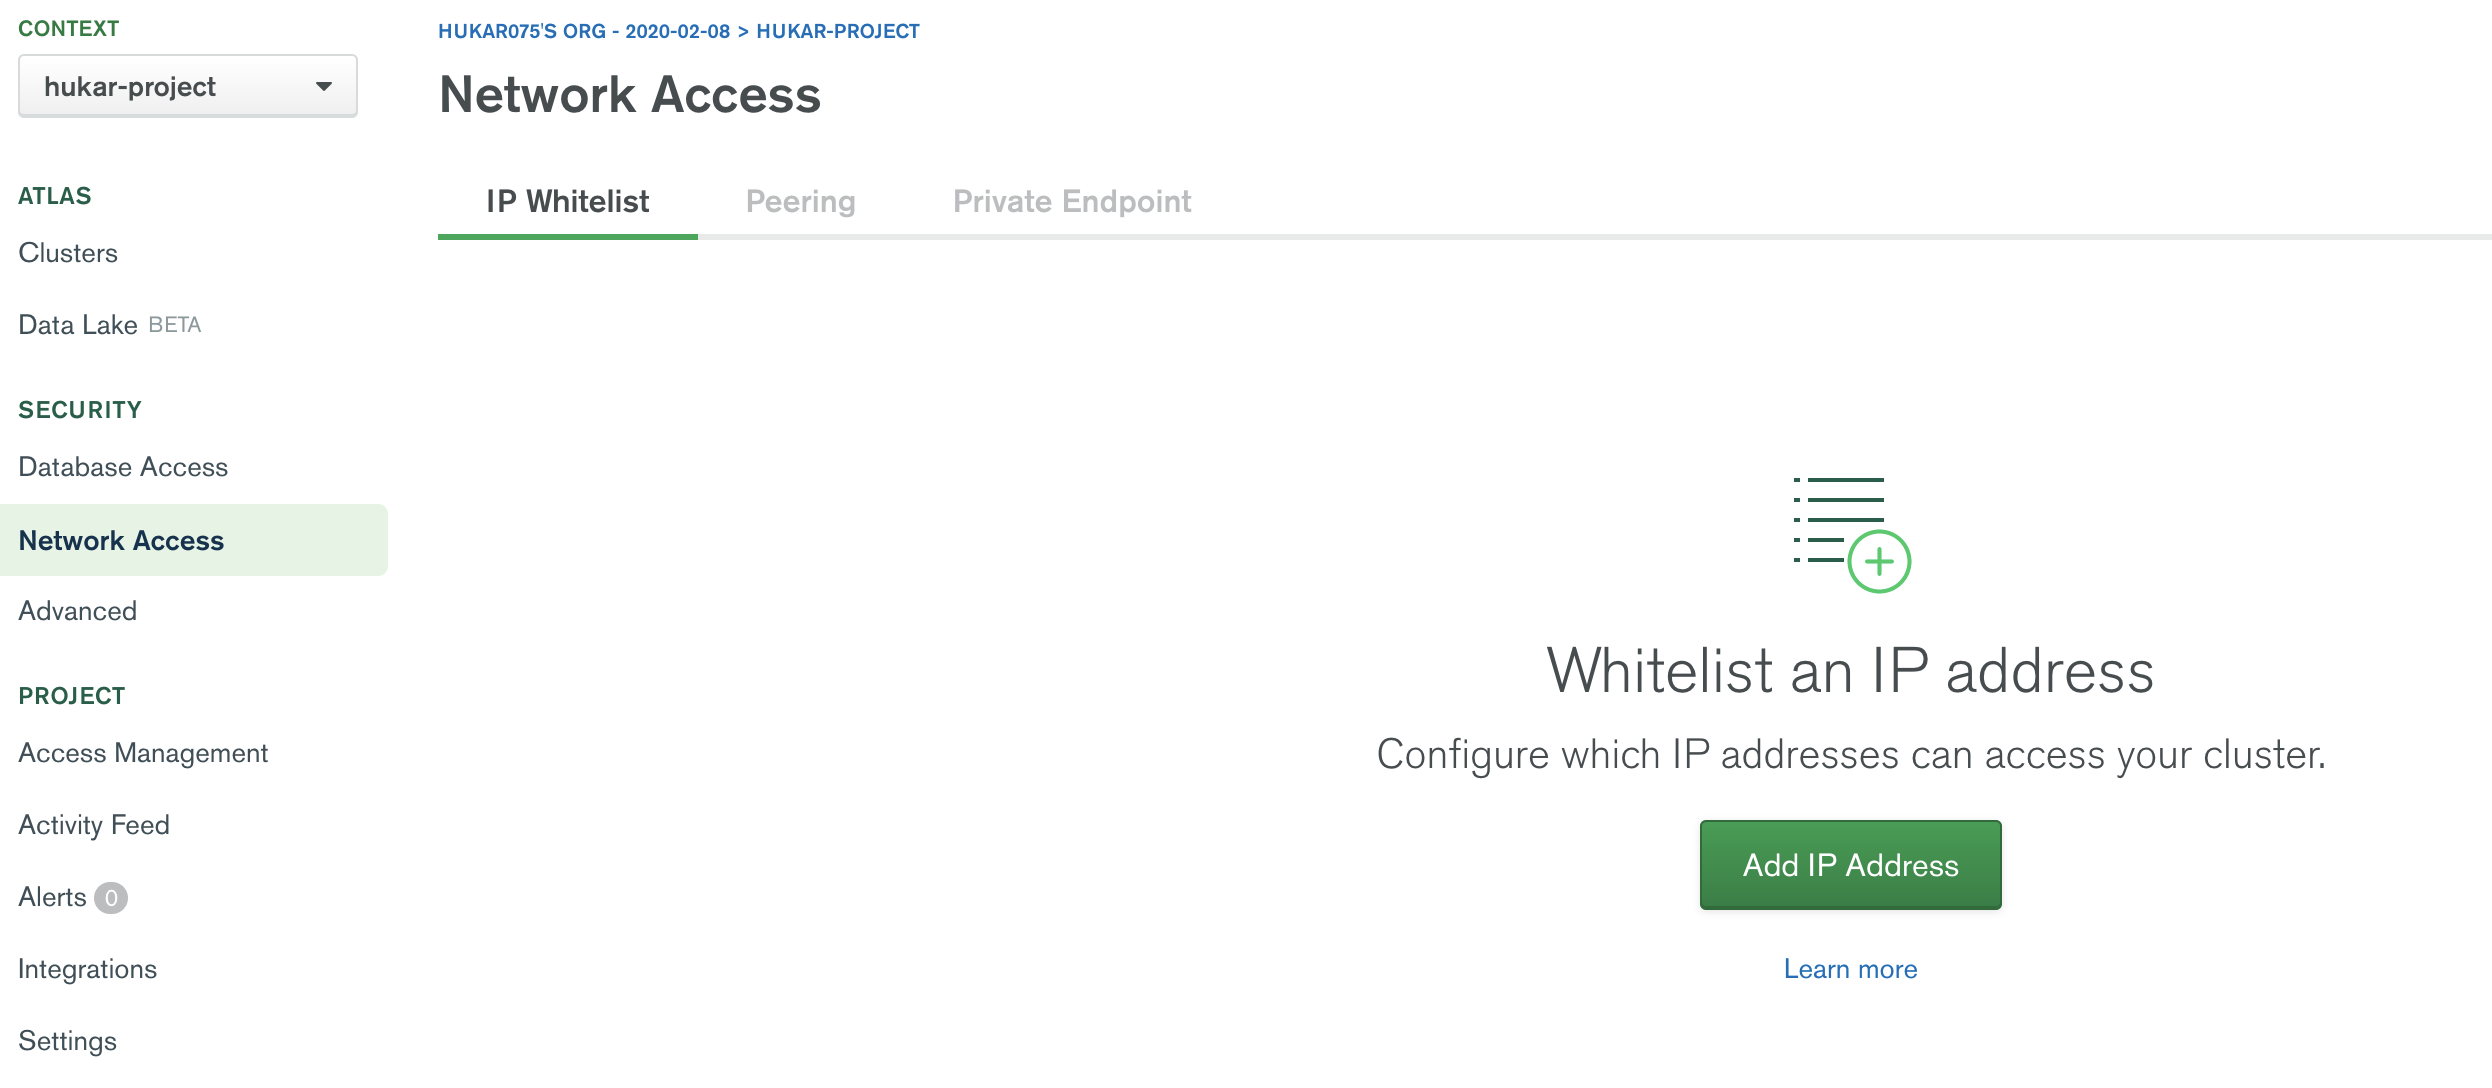 CONTEXT
hukar-project
ATLAS
Clusters
Data Lake BETA
SECURITY
Database Access
Network Access
Advanced
PROJECT
Access Management
Activity Feed
Alerts 0
Integrations
Settings
HUKAR075'S ORG - 2020-02-08 > HUKAR-PROJECT
Network Access
IP Whitelist Peering Private Endpoint
Whitelist an IP address
Configure which IP addresses can access your cluster.
Add IP Address
Learn more